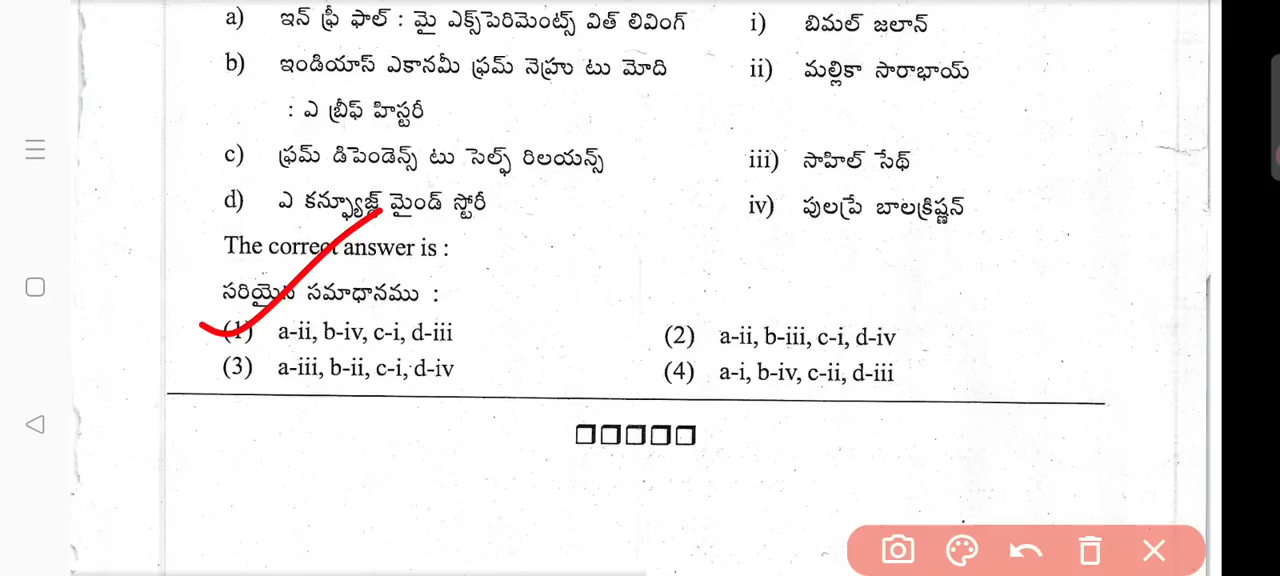 a) ఇన్ ఫ్రీ ఫాల్ : మై ఎక్స్‌పెరిమెంట్స్ విత్ లివింగ్ i) బిమల్ జలాన్
b) ఇండియాస్ ఎకానమీ ఫ్రమ్ నెహ్రు టు మోది ii) మల్లికా సారాభాయ్
: ఎ బ్రీఫ్ హిస్టరీ
c) ఫ్రమ్ డిపెండెన్స్ టు సెల్ఫ్ రిలయన్స్ iii) సాహిల్ సేథ్
d) ఎ కన్ఫ్యూజ్డ్ మైండ్ స్టోరీ iv) పులప్రే బాలక్రిష్ణన్
The correct answer is :
సరియైన సమాధానము :
(1) a-ii, b-iv, c-i, d-iii (2) a-ii, b-iii, c-i, d-iv
(3) a-iii, b-ii, c-i, d-iv (4) a-i, b-iv, c-ii, d-iii